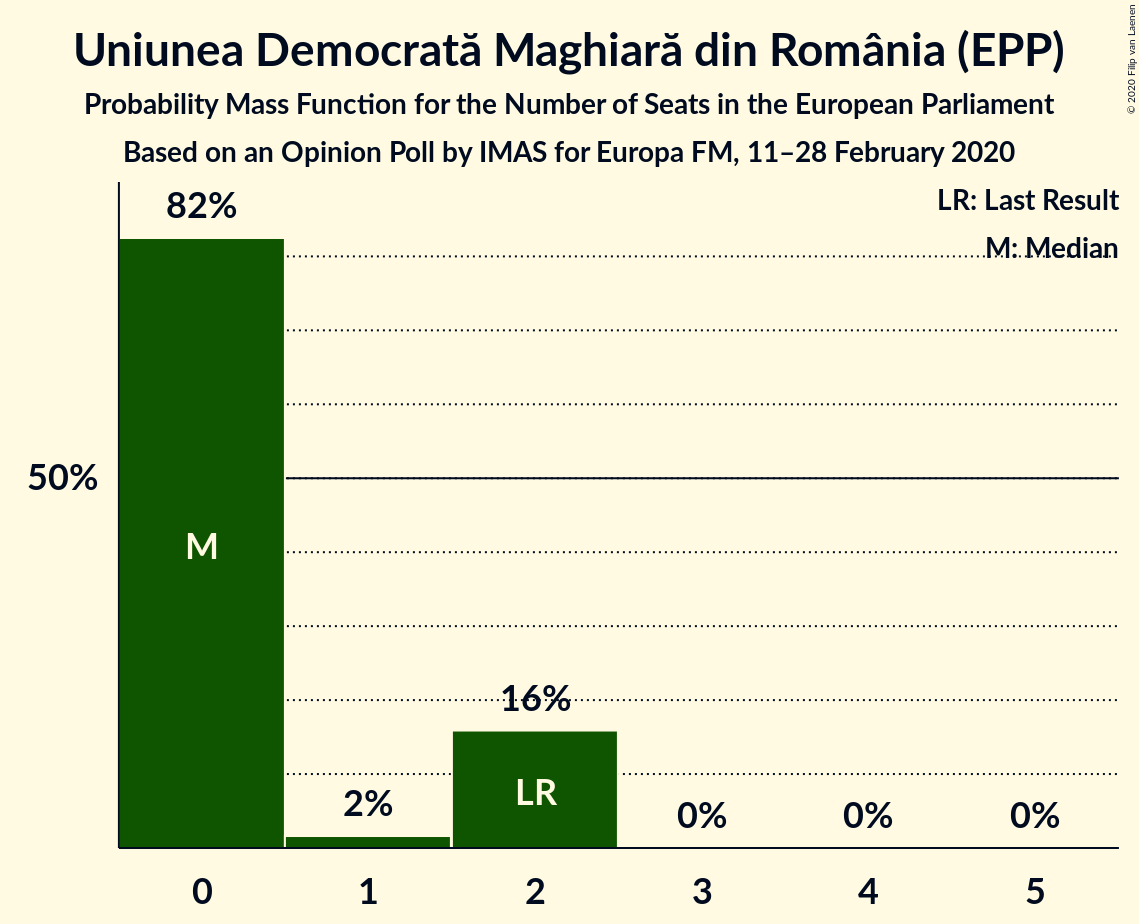 Uniunea Democrată Maghiară din România (EPP)
Probability Mass Function for the Number of Seats in the European Parliament
Based on an Opinion Poll by IMAS for Europa FM, 11–28 February 2020
© 2020 Filip van Laenen
LR: Last Result
M: Median
82%
50%
M
16%
LR
2%
0%
0%
0%
0
1
2
3
4
5